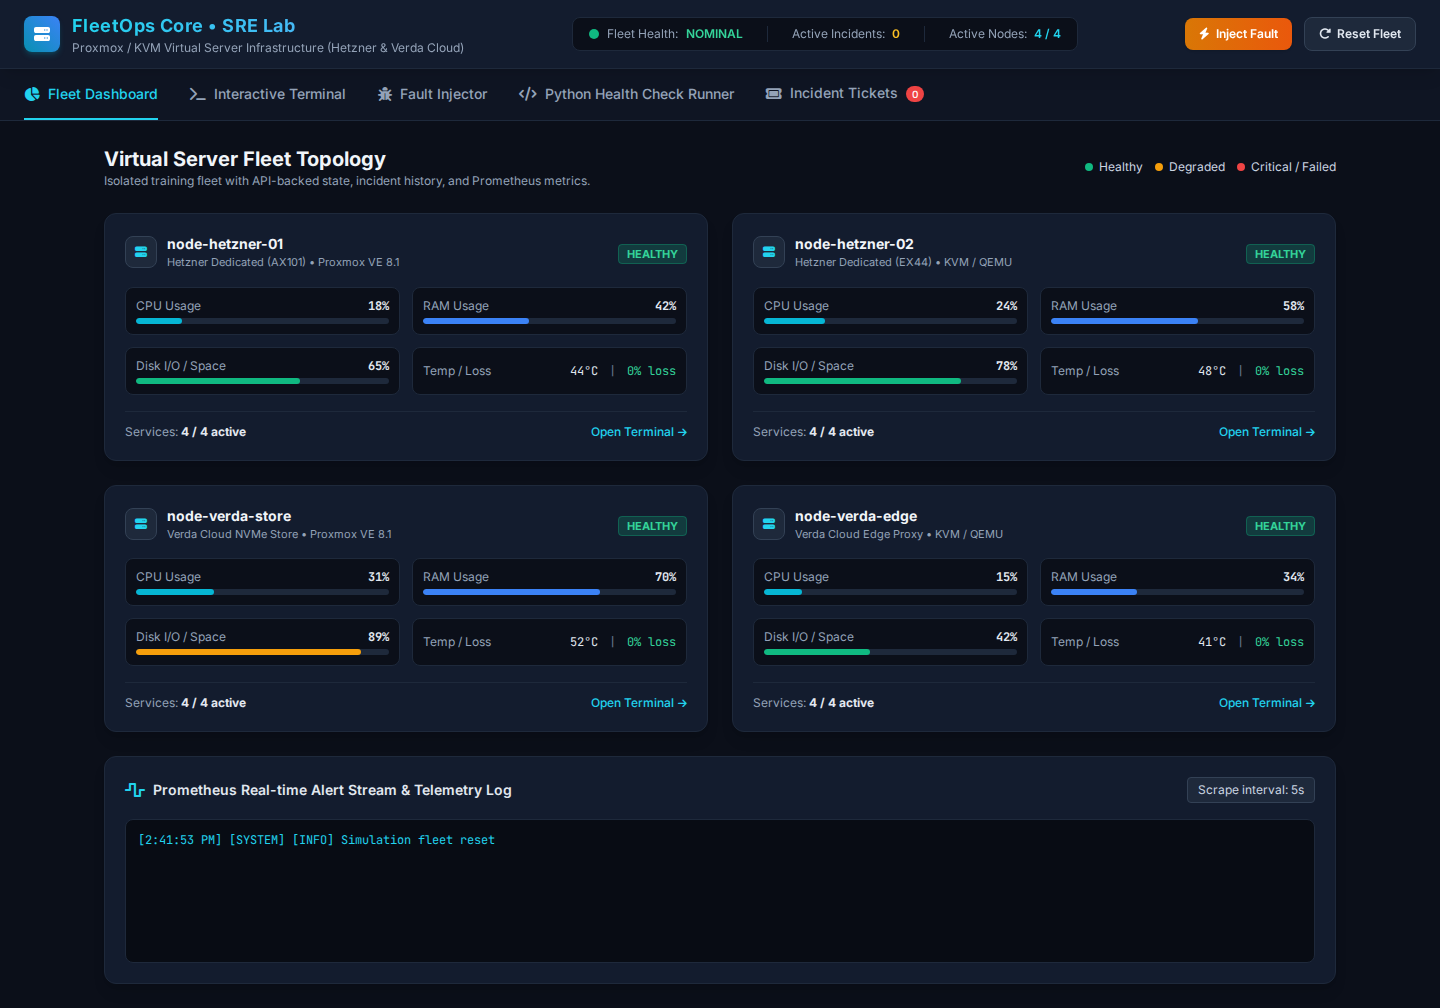 FleetOps Core • SRE Lab
Proxmox / KVM Virtual Server Infrastructure (Hetzner & Verda Cloud)
Fleet Health: NOMINAL
Active Incidents: 0
Active Nodes: 4 / 4
Inject Fault
Reset Fleet
Fleet Dashboard
Interactive Terminal
Fault Injector
Python Health Check Runner
Incident Tickets 0
Virtual Server Fleet Topology
Isolated training fleet with API-backed state, incident history, and Prometheus metrics.
Healthy
Degraded
Critical / Failed
node-hetzner-01
Hetzner Dedicated (AX101) • Proxmox VE 8.1
HEALTHY
CPU Usage 18%
RAM Usage 42%
Disk I/O / Space 65%
Temp / Loss 44°C | 0% loss
Services: 4 / 4 active
Open Terminal →
node-hetzner-02
Hetzner Dedicated (EX44) • KVM / QEMU
HEALTHY
CPU Usage 24%
RAM Usage 58%
Disk I/O / Space 78%
Temp / Loss 48°C | 0% loss
Services: 4 / 4 active
Open Terminal →
node-verda-store
Verda Cloud NVMe Store • Proxmox VE 8.1
HEALTHY
CPU Usage 31%
RAM Usage 70%
Disk I/O / Space 89%
Temp / Loss 52°C | 0% loss
Services: 4 / 4 active
Open Terminal →
node-verda-edge
Verda Cloud Edge Proxy • KVM / QEMU
HEALTHY
CPU Usage 15%
RAM Usage 34%
Disk I/O / Space 42%
Temp / Loss 41°C | 0% loss
Services: 4 / 4 active
Open Terminal →
Prometheus Real-time Alert Stream & Telemetry Log
Scrape interval: 5s
[2:41:53 PM] [SYSTEM] [INFO] Simulation fleet reset